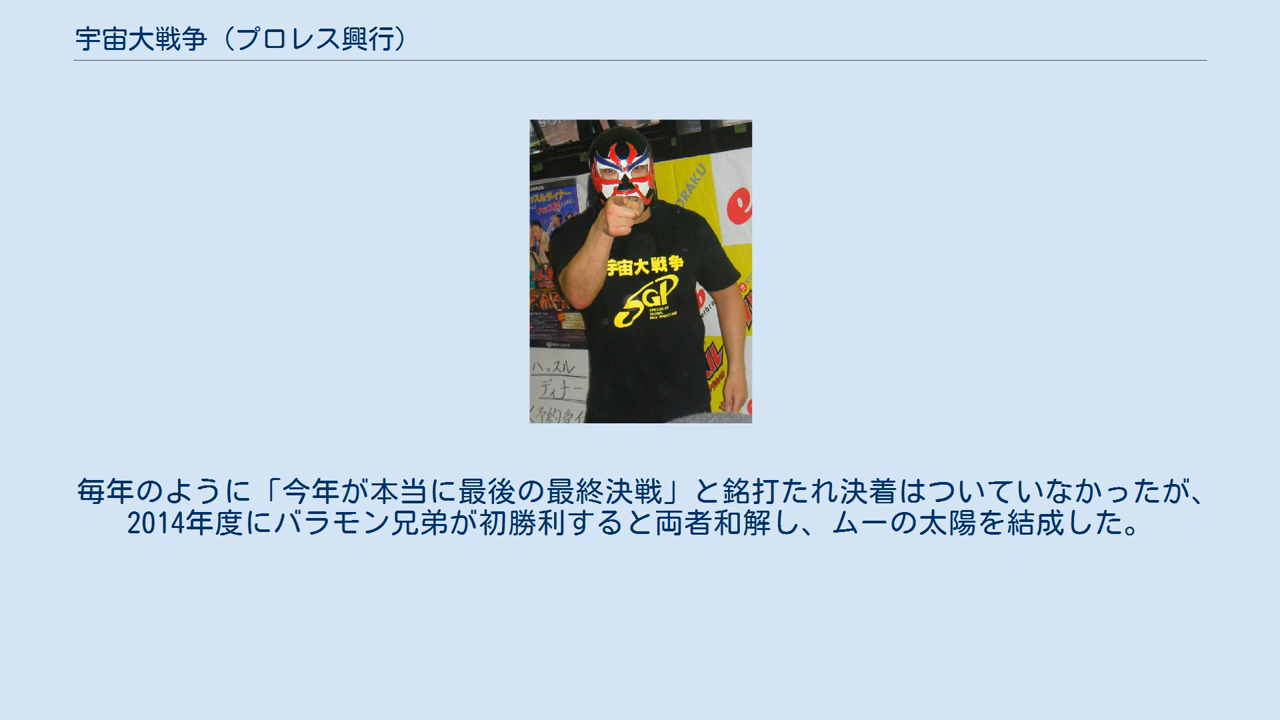 宇宙大戦争（プロレス興行）
ORAKU
宇宙大戦争
SGP
ハッスル
ディナー
毎年のように「今年が本当に最後の最終決戦」と銘打たれ決着はついていなかったが、
2014年度にバラモン兄弟が初勝利すると両者和解し、ムーの太陽を結成した。